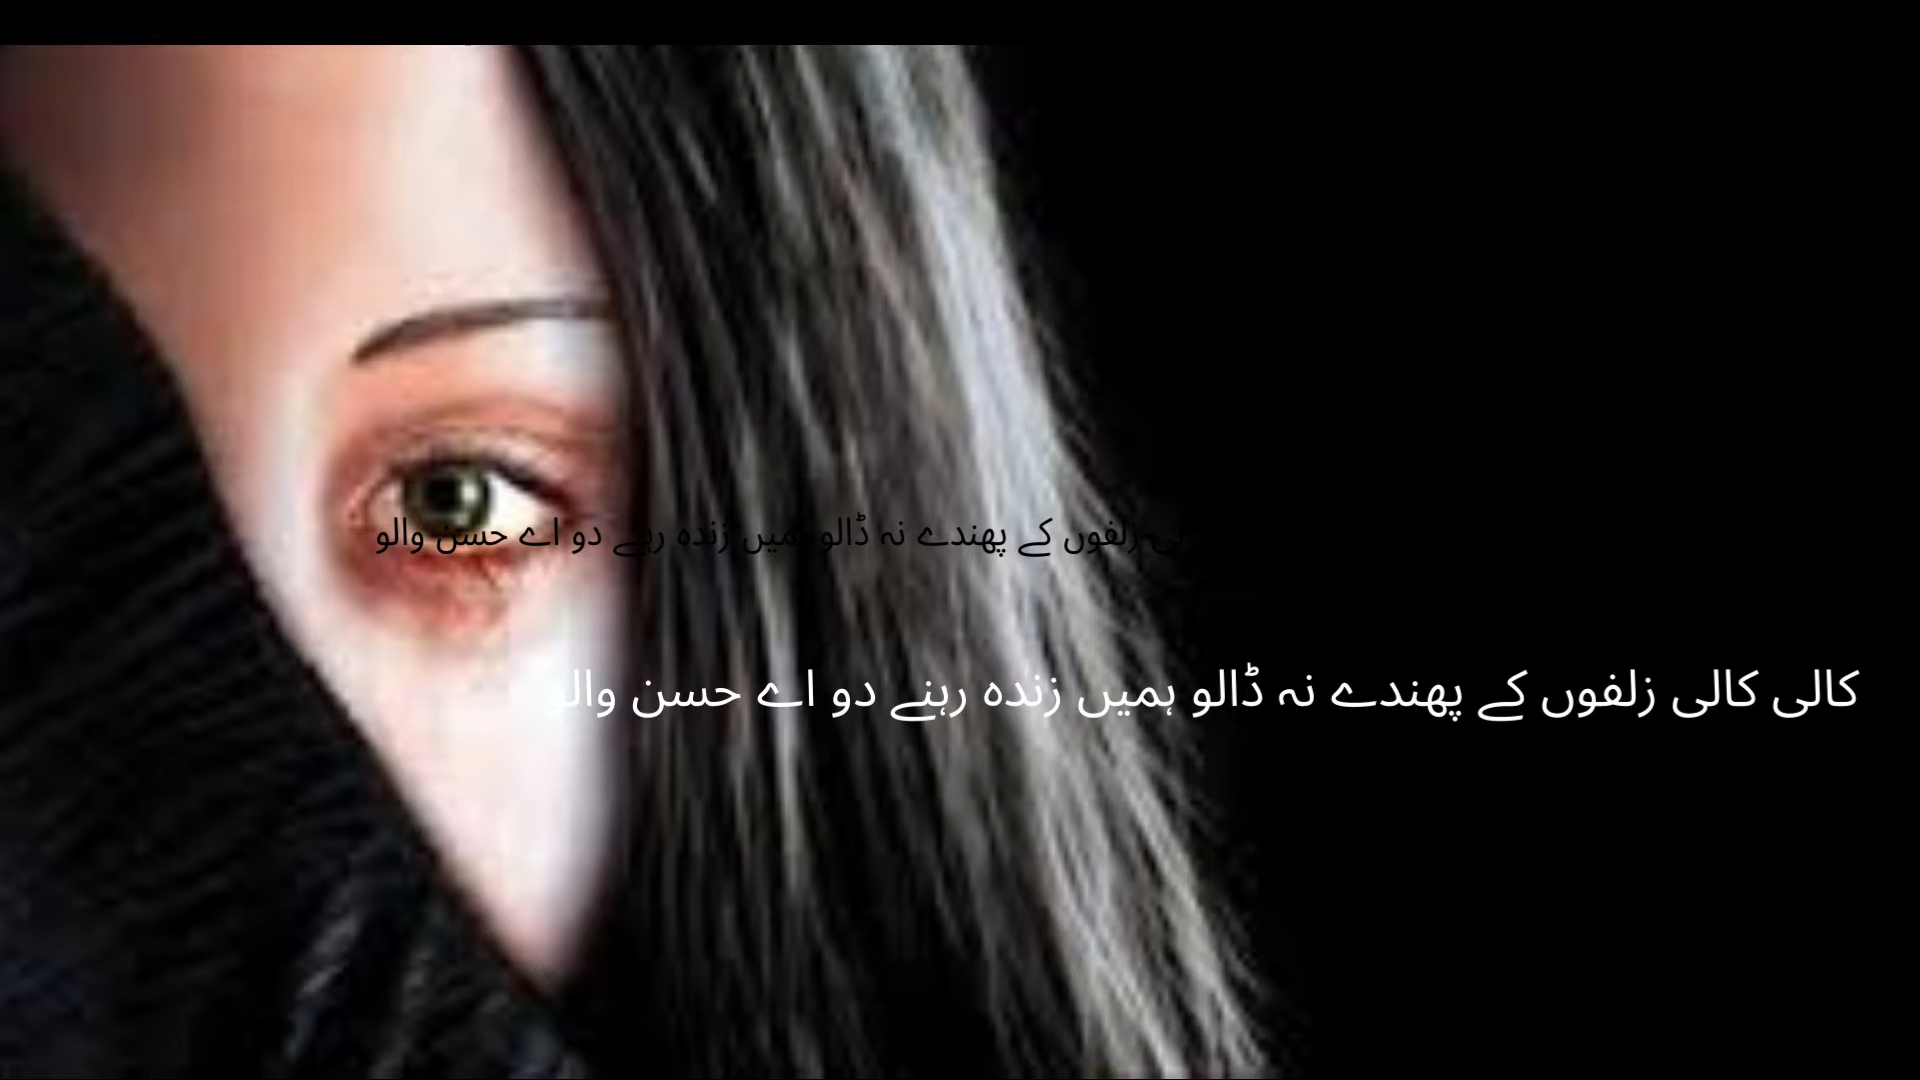 زلفوں کے پھندے نہ ڈالو ہمیں زندہ رہنے دو اے حسن والو
کالی کالی زلفوں کے پھندے نہ ڈالو ہمیں زندہ رہنے دو اے حسن والو